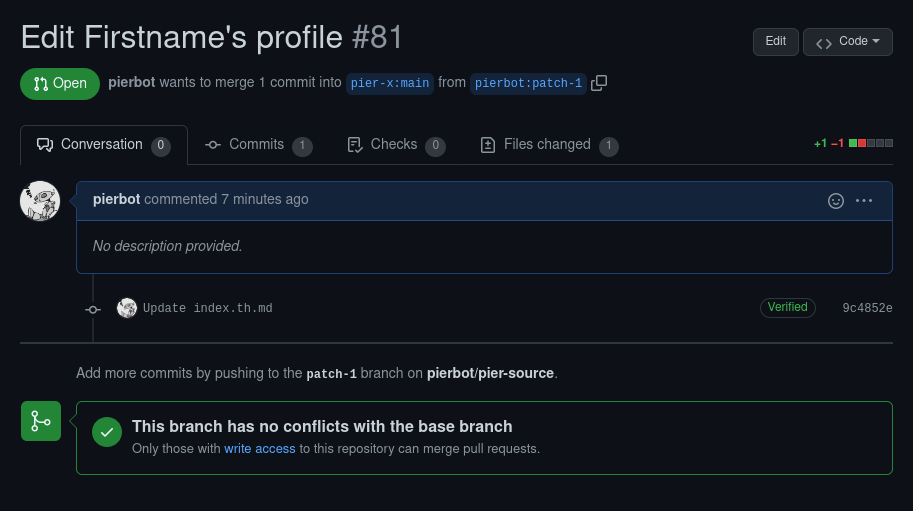 Edit Firstname's profile #81
Edit
Code
Open
pierbot wants to merge 1 commit into pier-x:main from pierbot:patch-1
Conversation 0
Commits 1
Checks 0
Files changed 1
+1 −1
pierbot commented 7 minutes ago
No description provided.
Update index.th.md
Verified
9c4852e
Add more commits by pushing to the patch-1 branch on pierbot/pier-source.
This branch has no conflicts with the base branch
Only those with write access to this repository can merge pull requests.